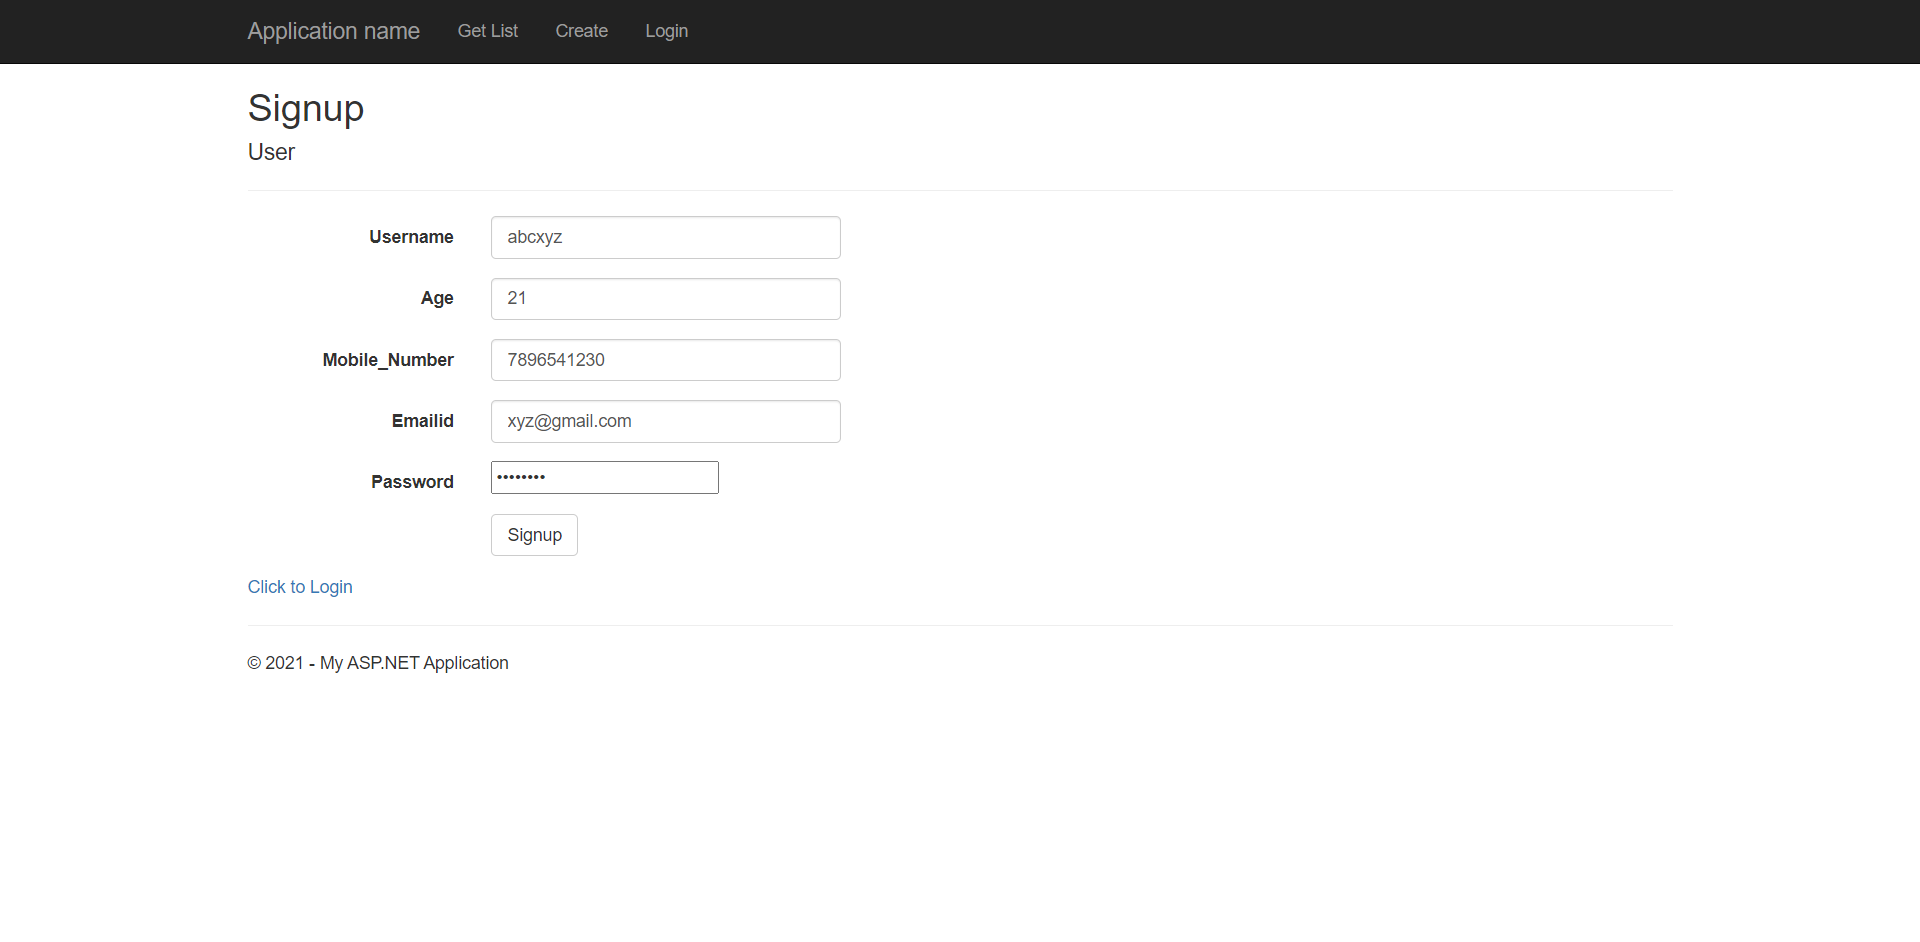 Application name Get List Create Login
Signup
User
Username abcxyz
Age 21
Mobile_Number 7896541230
Emailid xyz@gmail.com
Password ••••••••
Signup
Click to Login
© 2021 - My ASP.NET Application